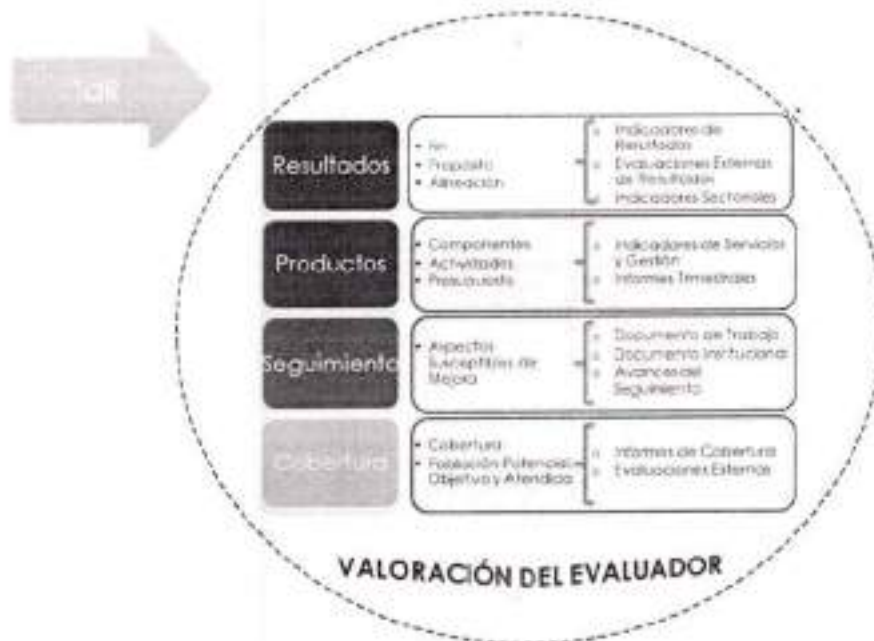 Resultados
• Fin
• Propósito
• Alineación
Indicadores de
Resultados
Evaluaciones Externas
de Resultados
Indicadores Sectoriales
Productos
• Componentes
• Actividades
• Presupuesto
Indicadores de Servicios
y Gestión
Informes Trimestrales
Seguimiento
• Aspectos
Susceptibles de
Mejora
Documento de Trabajo
Documento Institucional
Avances del
Seguimiento
Cobertura
• Cobertura
• Población Potencial,
Objetivo y Atendida
Informes de Cobertura
Evaluaciones Externas
VALORACIÓN DEL EVALUADOR